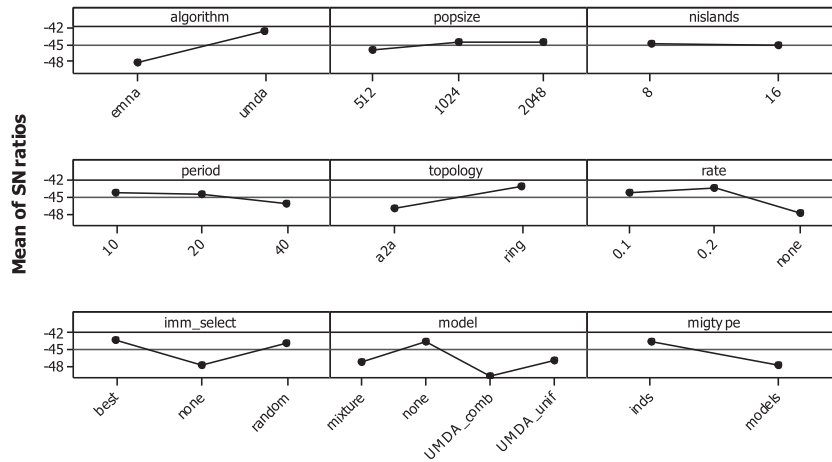 Mean of SN ratios
algorithm popsize nislands
-42
-45
-48
emna umda 512 1024 2048 8 16
period topology rate
-42
-45
-48
10 20 40 a2a ring 0.1 0.2 none
imm_select model migtype
-42
-45
-48
best none random mixture none UMDA_comb UMDA_unif inds models